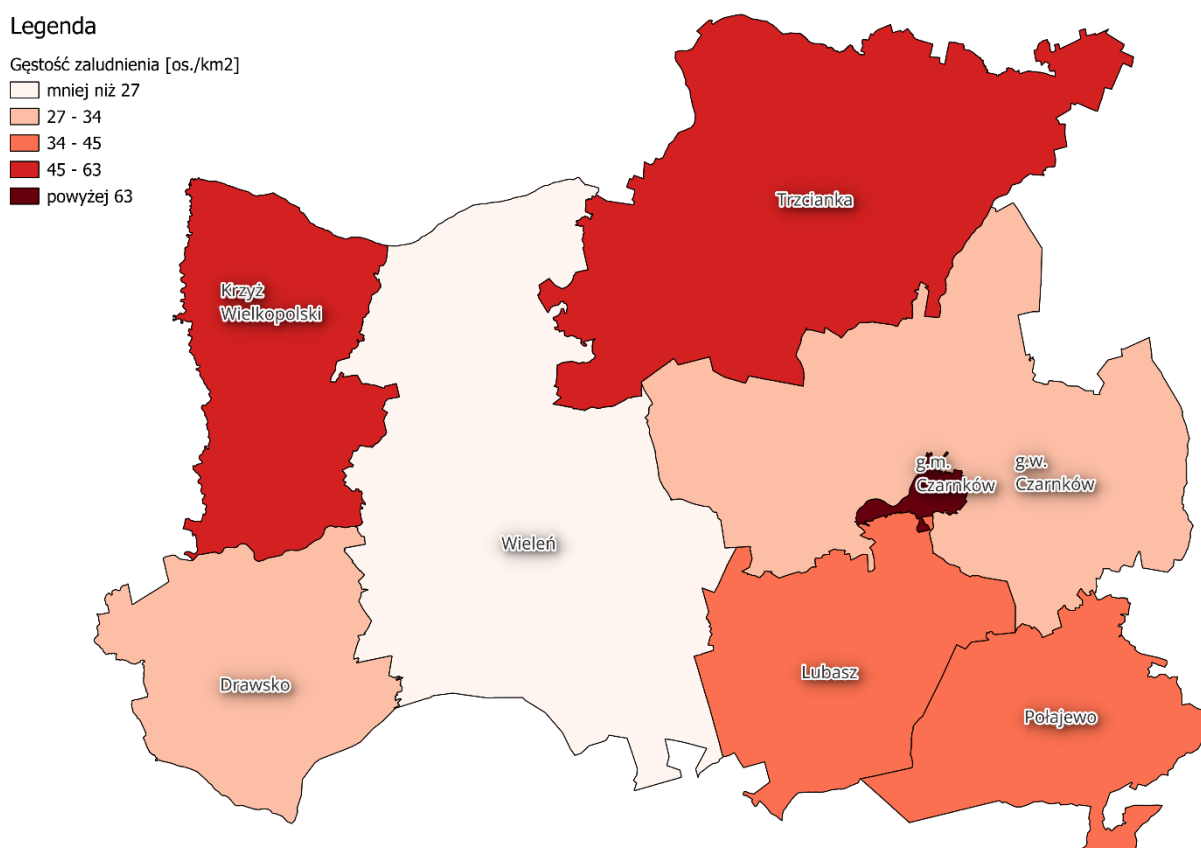 Legenda
Gęstość zaludnienia [os./km2]
mniej niż 27
27 - 34
34 - 45
45 - 63
powyżej 63
Trzcianka
Krzyż
Wielkopolski
g.m.
Czarnków
g.w.
Czarnków
Wieleń
Drawsko
Lubasz
Połajewo